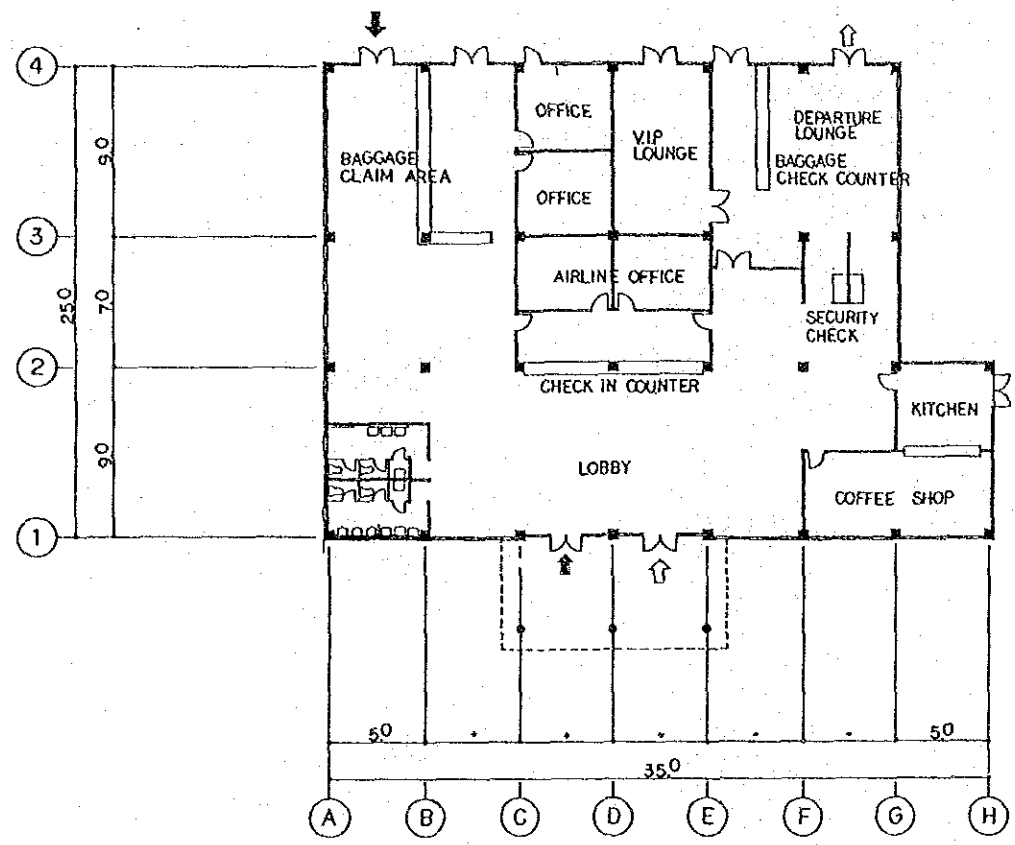 4
OFFICE
DEPARTURE
LOUNGE
V.I.P
LOUNGE
9.0
BAGGAGE
CLAIM AREA
BAGGAGE
CHECK COUNTER
OFFICE
3
AIRLINE OFFICE
25.0
7.0
SECURITY
CHECK
2
CHECK IN COUNTER
KITCHEN
9.0
LOBBY
COFFEE SHOP
1
5.0
5.0
35.0
A B C D E F G H